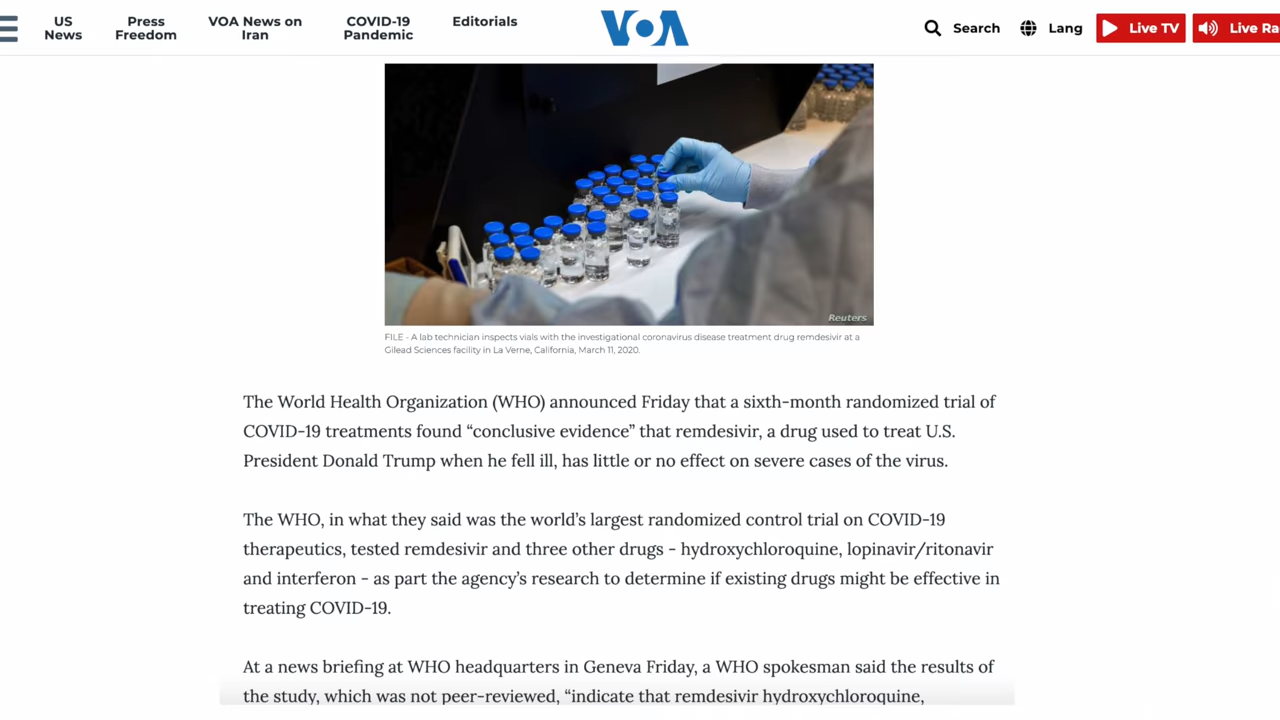 US News
Press Freedom
VOA News on Iran
COVID-19 Pandemic
Editorials
VOA
Search
Lang
Live TV
Live Ra
Reuters
FILE - A lab technician inspects vials with the investigational coronavirus disease treatment drug remdesivir at a
Gilead Sciences facility in La Verne, California, March 11, 2020.
The World Health Organization (WHO) announced Friday that a sixth-month randomized trial of
COVID-19 treatments found “conclusive evidence” that remdesivir, a drug used to treat U.S.
President Donald Trump when he fell ill, has little or no effect on severe cases of the virus.
The WHO, in what they said was the world’s largest randomized control trial on COVID-19
therapeutics, tested remdesivir and three other drugs - hydroxychloroquine, lopinavir/ritonavir
and interferon - as part the agency’s research to determine if existing drugs might be effective in
treating COVID-19.
At a news briefing at WHO headquarters in Geneva Friday, a WHO spokesman said the results of
the study, which was not peer-reviewed, “indicate that remdesivir hydroxychloroquine,